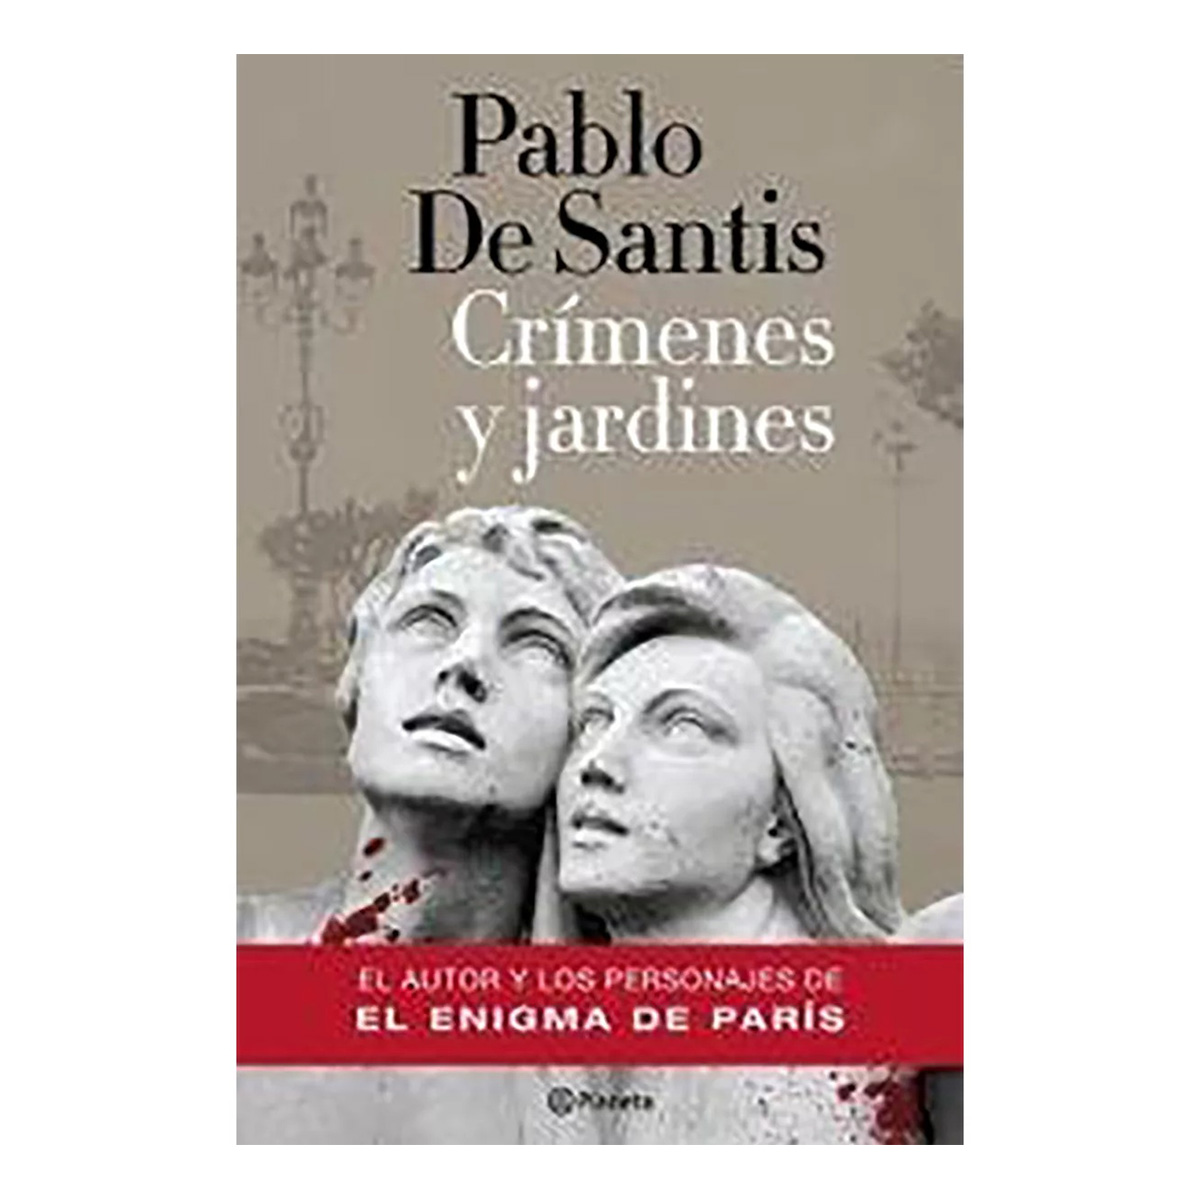 Pablo
De Santis
Crímenes
y jardines
EL AUTOR Y LOS PERSONAJES DE
EL ENIGMA DE PARÍS
Planeta